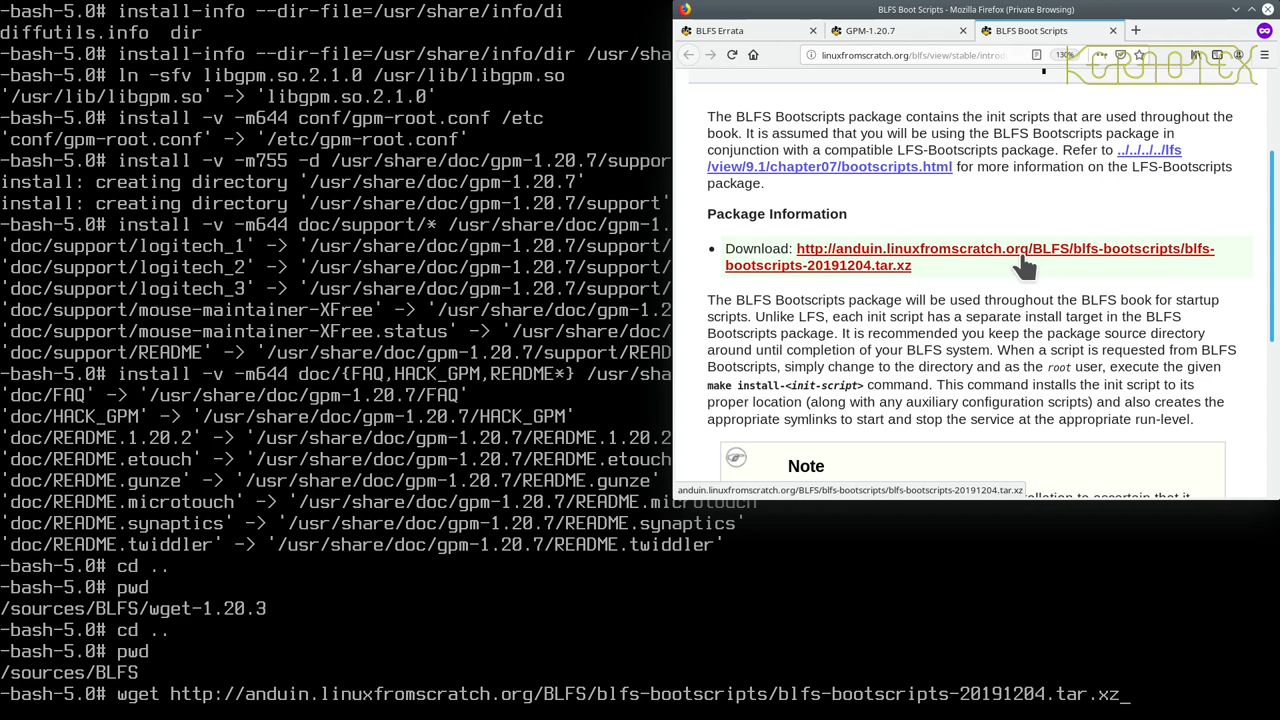 -bash-5.0# install-info --dir-file=/usr/share/info/di
diffutils.info  dir
-bash-5.0# install-info --dir-file=/usr/share/info/dir /usr/shar
-bash-5.0# ln -sfv libgpm.so.2.1.0 /usr/lib/libgpm.so
'/usr/lib/libgpm.so' -> 'libgpm.so.2.1.0'
-bash-5.0# install -v -m644 conf/gpm-root.conf /etc
'conf/gpm-root.conf' -> '/etc/gpm-root.conf'
-bash-5.0# install -v -m755 -d /usr/share/doc/gpm-1.20.7/suppor
install: creating directory '/usr/share/doc/gpm-1.20.7'
install: creating directory '/usr/share/doc/gpm-1.20.7/support'
-bash-5.0# install -v -m644 doc/support/* /usr/share/doc/gpm-1.
'doc/support/logitech_1' -> '/usr/share/doc/gpm-1.20.7/support/
'doc/support/logitech_2' -> '/usr/share/doc/gpm-1.20.7/support/
'doc/support/logitech_3' -> '/usr/share/doc/gpm-1.20.7/support/
'doc/support/mouse-maintainer-XFree' -> '/usr/share/doc/gpm-1.2
'doc/support/mouse-maintainer-XFree.status' -> '/usr/share/doc/
'doc/support/README' -> '/usr/share/doc/gpm-1.20.7/support/READ
-bash-5.0# install -v -m644 doc/{FAQ,HACK_GPM,README*} /usr/shar
'doc/FAQ' -> '/usr/share/doc/gpm-1.20.7/FAQ'
'doc/HACK_GPM' -> '/usr/share/doc/gpm-1.20.7/HACK_GPM'
'doc/README.1.20.2' -> '/usr/share/doc/gpm-1.20.7/README.1.20.2
'doc/README.etouch' -> '/usr/share/doc/gpm-1.20.7/README.etouch
'doc/README.gunze' -> '/usr/share/doc/gpm-1.20.7/README.gunze'
'doc/README.microtouch' -> '/usr/share/doc/gpm-1.20.7/README.microtouch'
'doc/README.synaptics' -> '/usr/share/doc/gpm-1.20.7/README.synaptics'
'doc/README.twiddler' -> '/usr/share/doc/gpm-1.20.7/README.twiddler'
-bash-5.0# cd ..
-bash-5.0# pwd
/sources/BLFS/wget-1.20.3
-bash-5.0# cd ..
-bash-5.0# pwd
/sources/BLFS
-bash-5.0# wget http://anduin.linuxfromscratch.org/BLFS/blfs-bootscripts/blfs-bootscripts-20191204.tar.xz_
BLFS Boot Scripts - Mozilla Firefox (Private Browsing)
BLFS Errata
GPM-1.20.7
BLFS Boot Scripts
linuxfromscratch.org/blfs/view/stable/introd
130%
The BLFS Bootscripts package contains the init scripts that are used throughout the
book. It is assumed that you will be using the BLFS Bootscripts package in
conjunction with a compatible LFS-Bootscripts package. Refer to ../../../../lfs
/view/9.1/chapter07/bootscripts.html for more information on the LFS-Bootscripts
package.
Package Information
Download: http://anduin.linuxfromscratch.org/BLFS/blfs-bootscripts/blfs-
bootscripts-20191204.tar.xz
The BLFS Bootscripts package will be used throughout the BLFS book for startup
scripts. Unlike LFS, each init script has a separate install target in the BLFS
Bootscripts package. It is recommended you keep the package source directory
around until completion of your BLFS system. When a script is requested from BLFS
Bootscripts, simply change to the directory and as the root user, execute the given
make install-<init-script> command. This command installs the init script to its
proper location (along with any auxiliary configuration scripts) and also creates the
appropriate symlinks to start and stop the service at the appropriate run-level.
Note
anduin.linuxfromscratch.org/BLFS/blfs-bootscripts/blfs-bootscripts-20191204.tar.xz